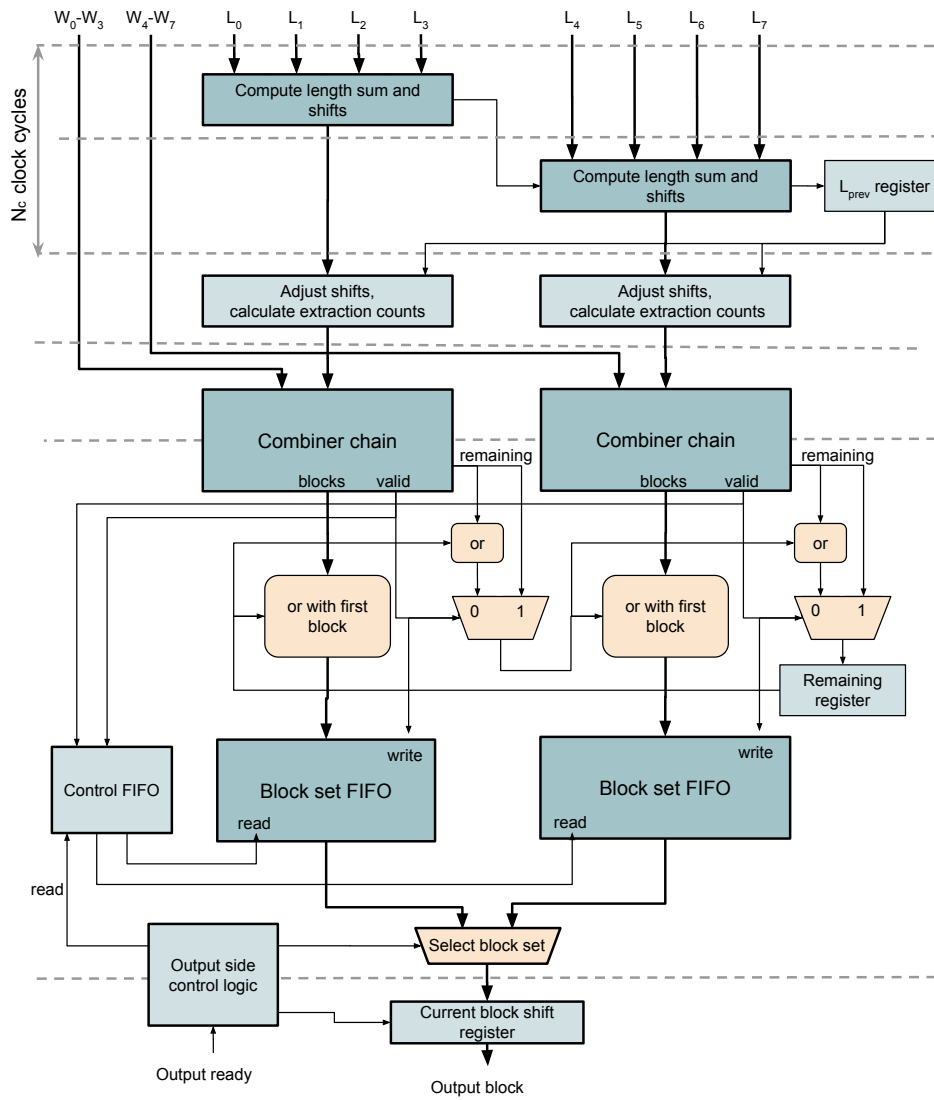 W0-W3 W4-W7 L0 L1 L2 L3 L4 L5 L6 L7
Nc clock cycles
Compute length sum and
shifts
Compute length sum and
shifts
Lprev register
Adjust shifts,
calculate extraction counts
Adjust shifts,
calculate extraction counts
Combiner chain
blocks valid
remaining
Combiner chain
blocks valid
remaining
or
or
or with first
block
0 1
or with first
block
0 1
Remaining
register
Control FIFO
write
Block set FIFO
read
write
Block set FIFO
read
read
Output side
control logic
Select block set
Current block shift
register
Output ready
Output block